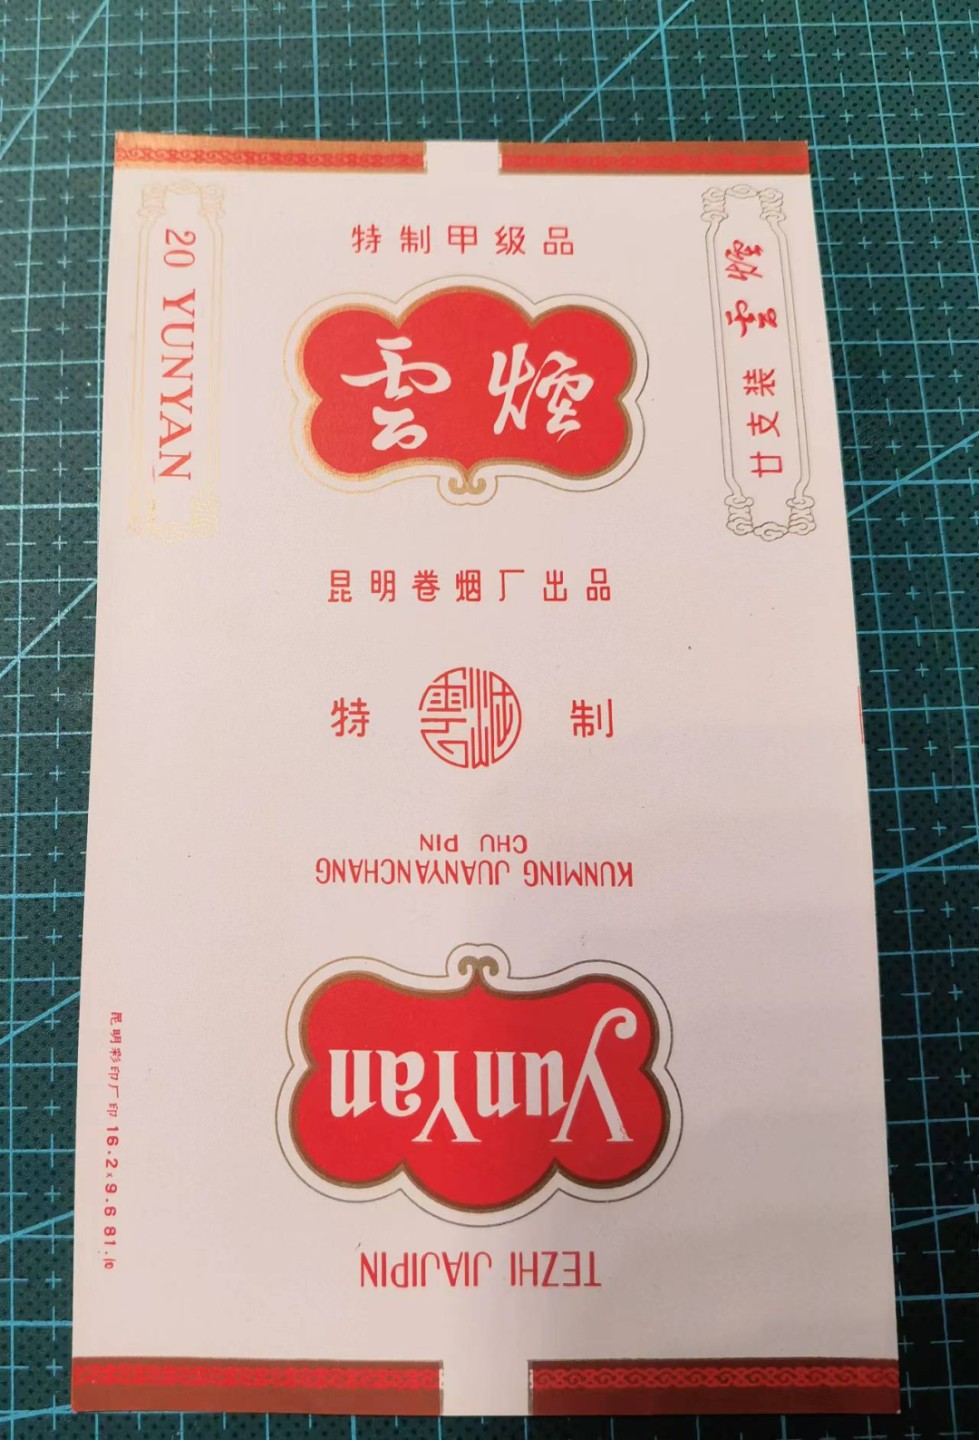 特制甲级品
雲煙
20 YUNYAN
廿支装 雲煙
昆明卷烟厂出品
特 雲烟 制
KUNMING JUANYANCHANG
CHU PIN
YunYan
TEZHI JIAJIPIN
昆明彩印厂印 16.2×9.6 81.10